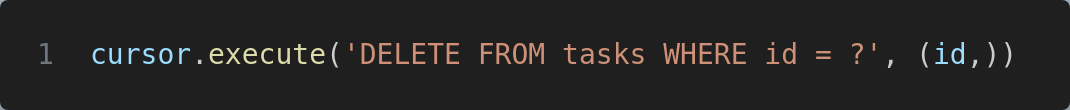 1 cursor.execute('DELETE FROM tasks WHERE id = ?', (id,))